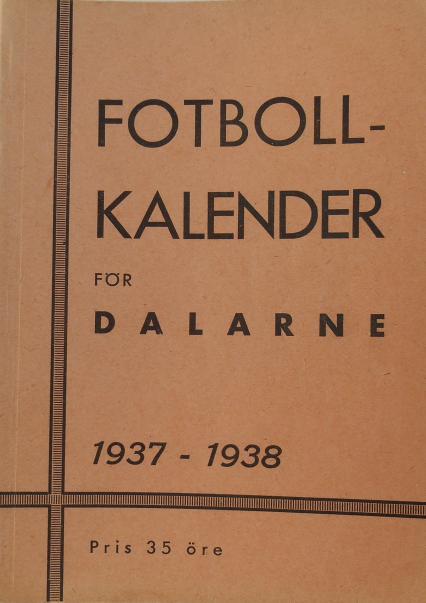 FOTBOLL-
KALENDER
FÖR
DALARNE
1937 - 1938
Pris 35 öre